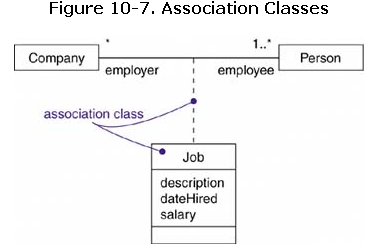 Figure 10-7. Association Classes
* 1..*
Company Person
employer employee
association class
Job
description
dateHired
salary